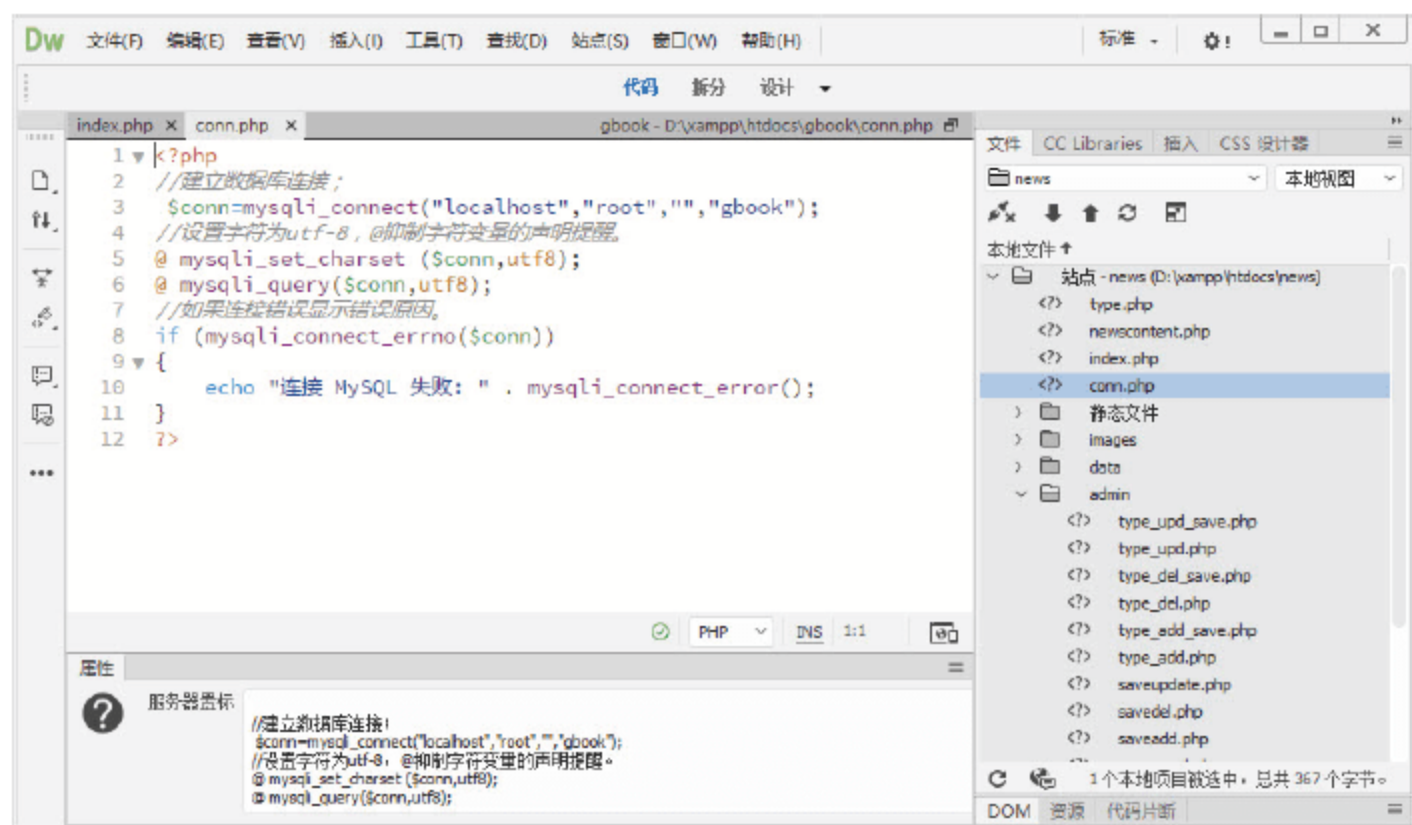 Dw 文件(F) 编辑(E) 查看(V) 插入(I) 工具(T) 查找(D) 站点(S) 窗口(W) 帮助(H) 标准
代码 拆分 设计
index.php conn.php gbook - D:\xampp\htdocs\gbook\conn.php
1 <?php
2 //建立数据库连接；
3 $conn=mysqli_connect("localhost","root","","gbook");
4 //设置字符为utf-8，@抑制字符变量的声明提醒。
5 @ mysqli_set_charset ($conn,utf8);
6 @ mysqli_query($conn,utf8);
7 //如果连接错误显示错误原因。
8 if (mysqli_connect_errno($conn))
9 {
10 echo "连接 MySQL 失败: " . mysqli_connect_error();
11 }
12 ?>
PHP INS 1:1
属性
服务器置标
//建立数据库连接；
$conn=mysqli_connect("localhost","root","","gbook");
//设置字符为utf-8，@抑制字符变量的声明提醒。
@ mysqli_set_charset ($conn,utf8);
@ mysqli_query($conn,utf8);
文件 CC Libraries 插入 CSS 设计器
news 本地视图
本地文件
站点 - news (D:\xampp\htdocs\news)
type.php
newscontent.php
index.php
conn.php
静态文件
images
data
admin
type_upd_save.php
type_upd.php
type_del_save.php
type_del.php
type_add_save.php
type_add.php
saveupdate.php
savedel.php
saveadd.php
1个本地项目被选中，总共 367 个字节。
DOM 资源 代码片断